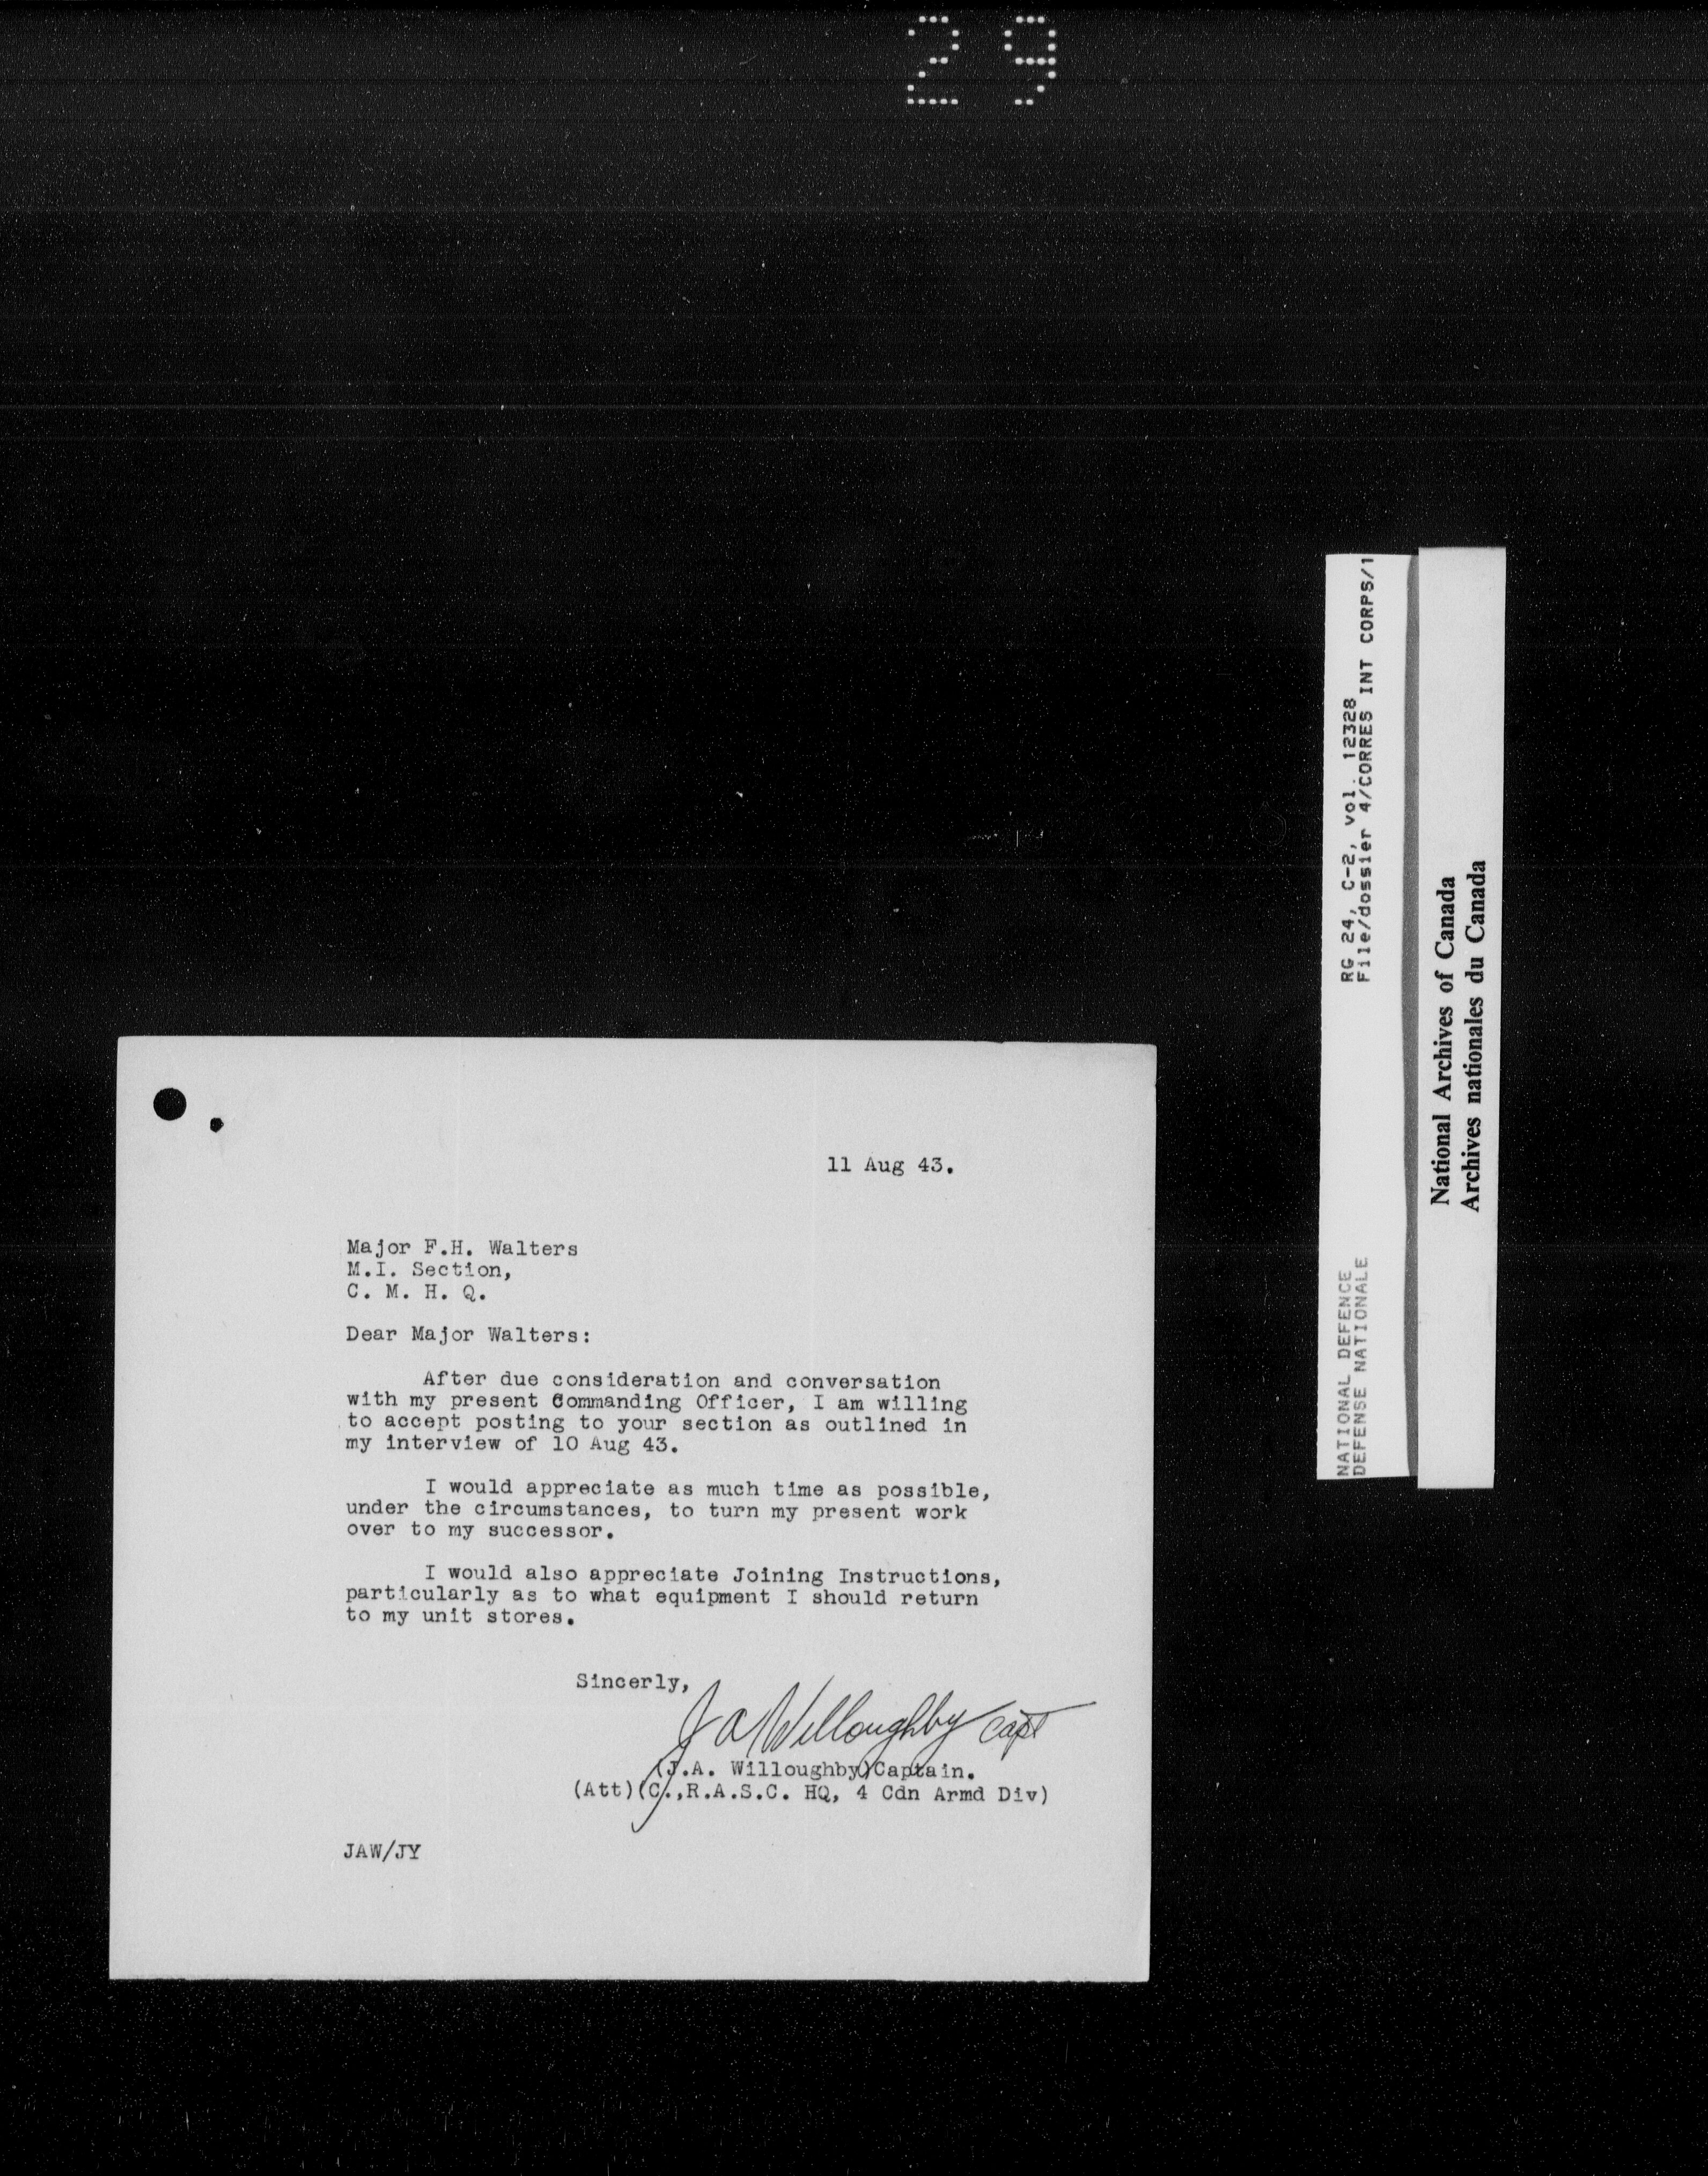 29
11 Aug 43.
Major F.H. Walters
M.I. Section,
C. M. H. Q.
Dear Major Walters:
After due consideration and conversation
with my present Commanding Officer, I am willing
to accept posting to your section as outlined in
my interview of 10 Aug 43.
I would appreciate as much time as possible,
under the circumstances, to turn my present work
over to my successor.
I would also appreciate Joining Instructions,
particularly as to what equipment I should return
to my unit stores.
Sincerly,
J A Willoughby Capt
(J.A. Willoughby)Captain.
(Att)(C.,R.A.S.C. HQ, 4 Cdn Armd Div)
JAW/JY
NATIONAL DEFENCE RG 24, C-2, vol. 12328
DEFENSE NATIONALE File/dossier 4/CORRES INT CORPS/1
National Archives of Canada
Archives nationales du Canada